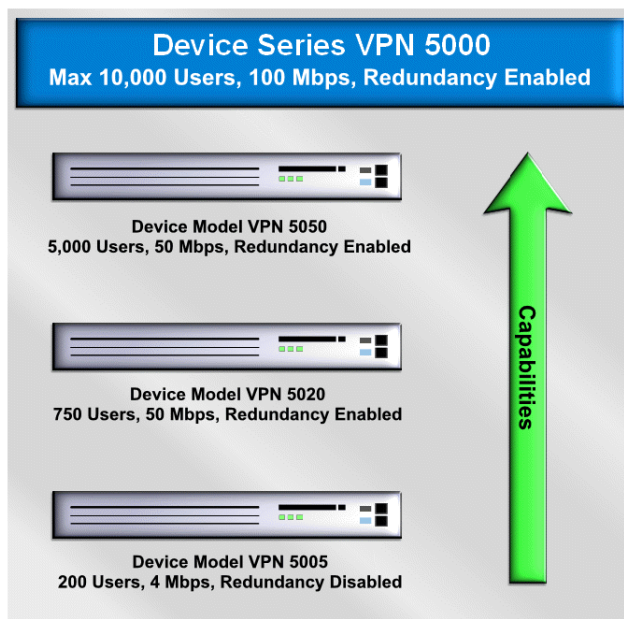 Device Series VPN 5000
Max 10,000 Users, 100 Mbps, Redundancy Enabled
Device Model VPN 5050
5,000 Users, 50 Mbps, Redundancy Enabled
Device Model VPN 5020
750 Users, 50 Mbps, Redundancy Enabled
Device Model VPN 5005
200 Users, 4 Mbps, Redundancy Disabled
Capabilities